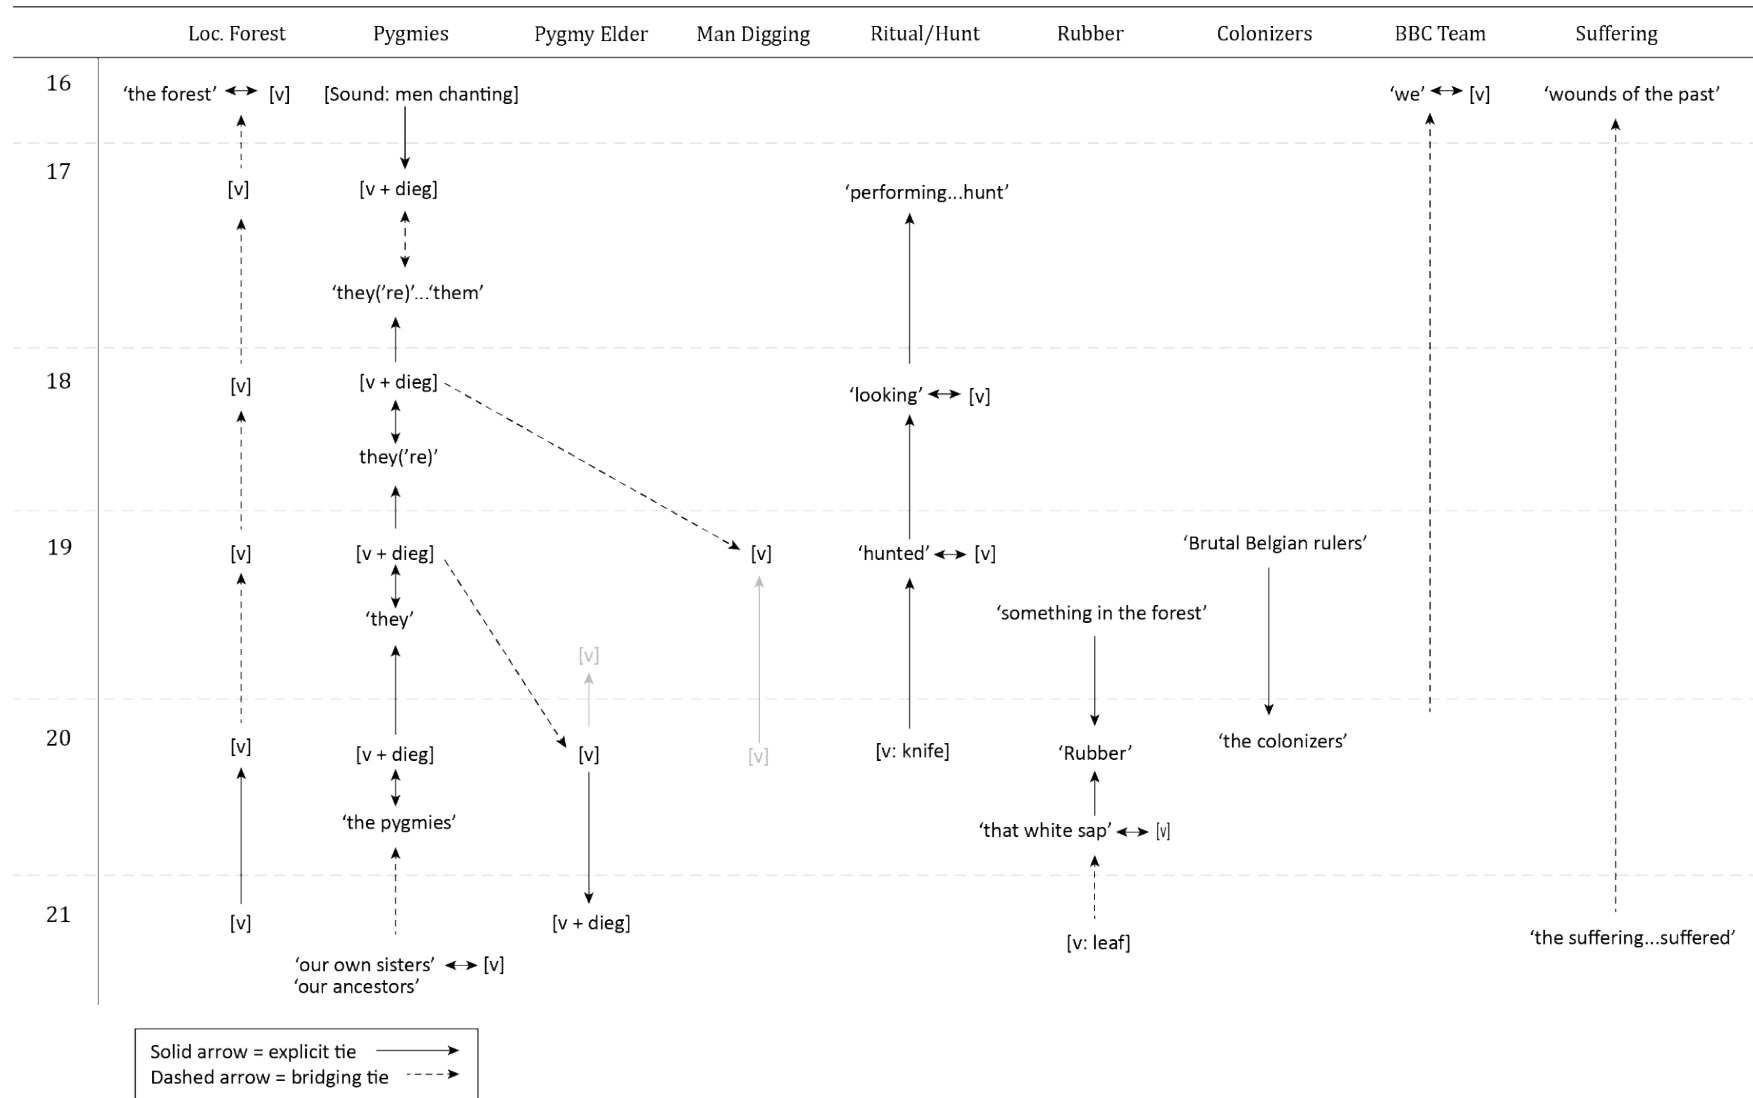 Loc. Forest Pygmies Pygmy Elder Man Digging Ritual/Hunt Rubber Colonizers BBC Team Suffering
16
‘the forest’ [v] [Sound: men chanting] ‘we’ [v] ‘wounds of the past’
17
[v] [v + dieg] ‘performing...hunt’
‘they(’re)’...‘them’
18
[v] [v + dieg] ‘looking’ [v]
they(’re)’
19
[v] [v + dieg] [v] ‘hunted’ [v] ‘Brutal Belgian rulers’
‘they’ ‘something in the forest’
[v]
20
[v] [v + dieg] [v] [v] [v: knife] ‘Rubber’ ‘the colonizers’
‘the pygmies’ ‘that white sap’ [v]
21
[v] [v + dieg] [v: leaf] ‘the suffering...suffered’
‘our own sisters’ [v]
‘our ancestors’
Solid arrow = explicit tie
Dashed arrow = bridging tie